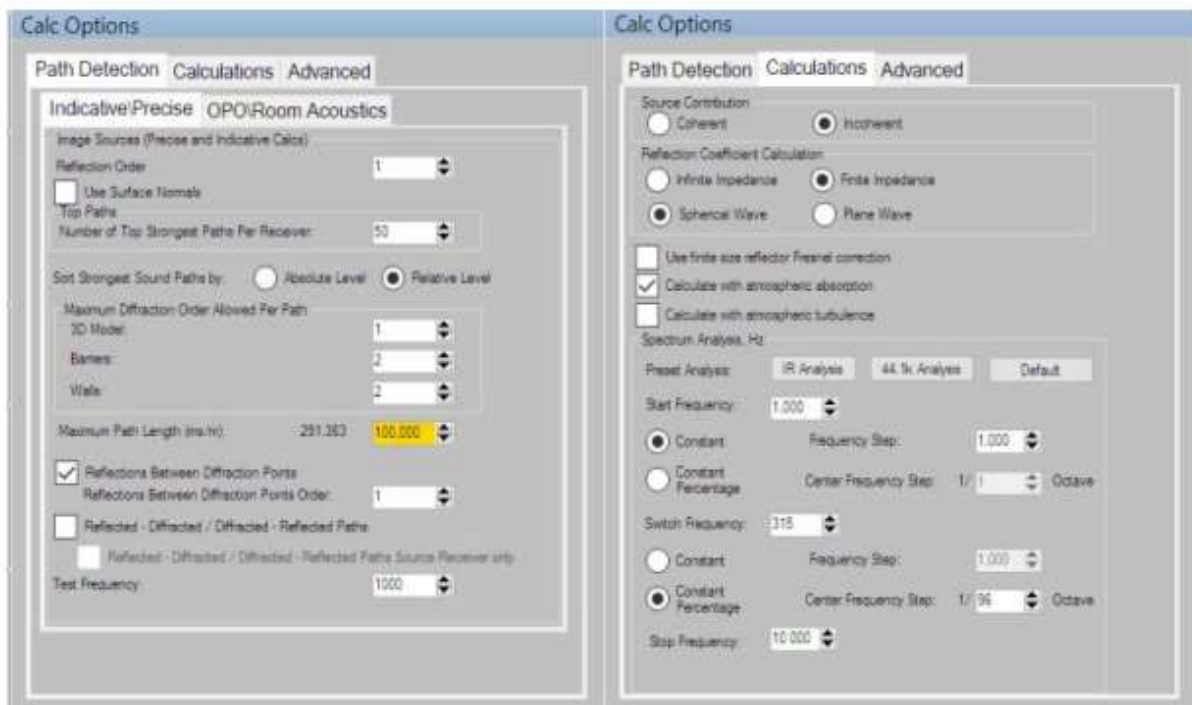 Calc Options
Path Detection Calculations Advanced
Indicative\Precise OPO\Room Acoustics
Image Sources (Precise and Indicative Calcs)
Reflection Order 1
Use Surface Normals
Top Paths
Number of Top Strongest Paths Per Receiver: 50
Sort Strongest Sound Paths by: Absolute Level Relative Level
Maximum Diffraction Order Allowed Per Path
3D Model: 1
Barriers: 2
Walls: 2
Maximum Path Length (ms/m): 291.363 100.000
Reflections Between Diffraction Points
Reflections Between Diffraction Points Order: 1
Reflected - Diffracted / Diffracted - Reflected Paths
Reflected - Diffracted / Diffracted - Reflected Paths Source Receiver only
Test Frequency: 1000
Calc Options
Path Detection Calculations Advanced
Source Contribution
Coherent Incoherent
Reflection Coefficient Calculation
Infinite Impedance Finite Impedance
Spherical Wave Plane Wave
Use finite size reflector Fresnel correction
Calculate with atmospheric absorption
Calculate with atmospheric turbulence
Spectrum Analysis, Hz
Preset Analysis: IR Analysis 44.1k Analysis Default
Start Frequency: 1.000
Constant Frequency Step: 1.000
Constant Percentage Center Frequency Step: 1/ 1 Octave
Switch Frequency: 315
Constant Frequency Step: 1.000
Constant Percentage Center Frequency Step: 1/ 96 Octave
Stop Frequency: 10 000